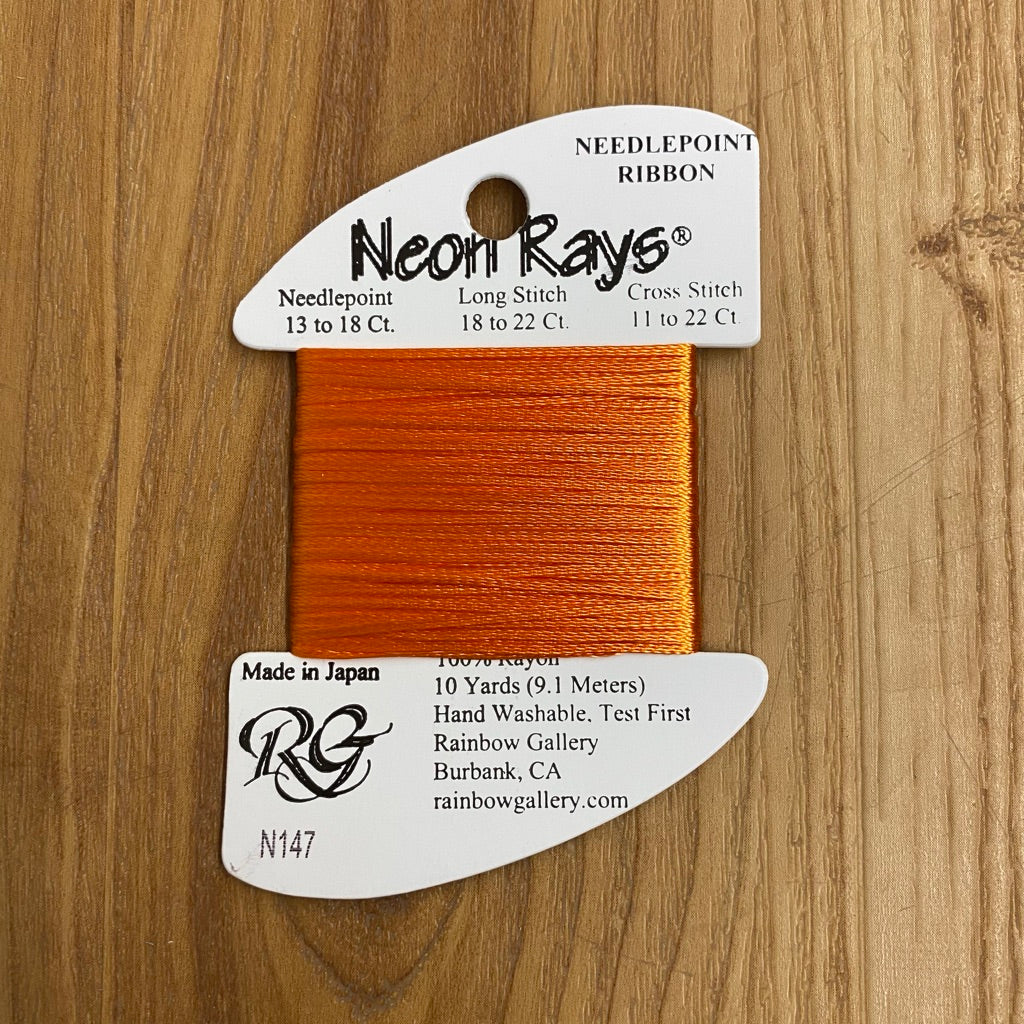 NEEDLEPOINT
RIBBON
Neon Rays®
Needlepoint
13 to 18 Ct.
Long Stitch
18 to 22 Ct.
Cross Stitch
11 to 22 Ct.
Made in Japan
RG
N147
100% Rayon
10 Yards (9.1 Meters)
Hand Washable, Test First
Rainbow Gallery
Burbank, CA
rainbowgallery.com